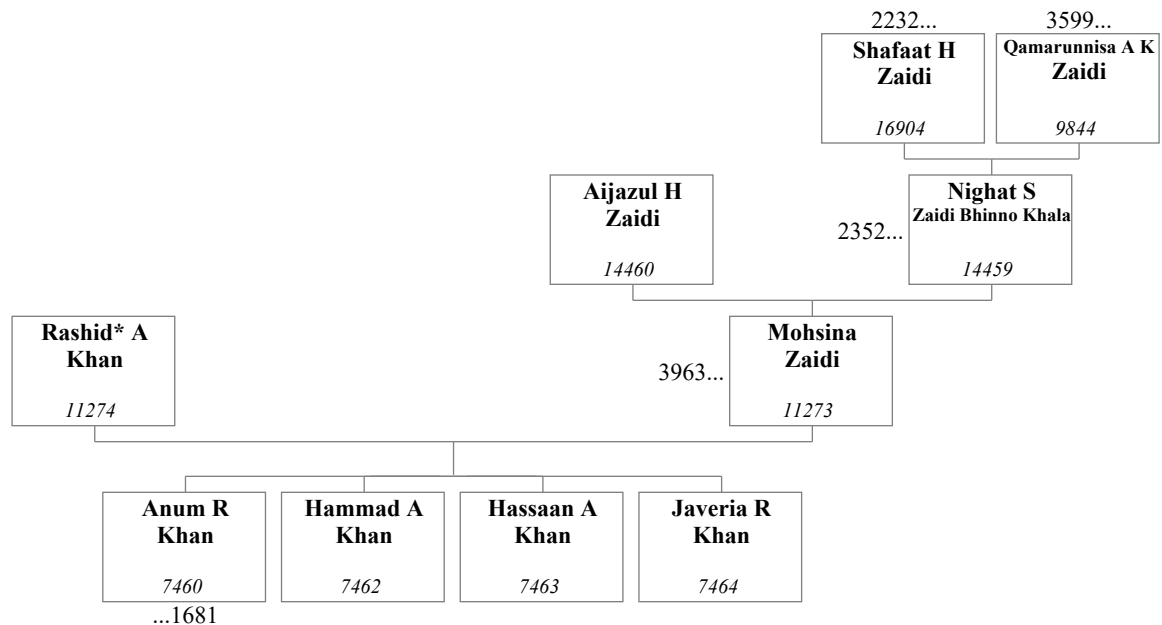 2232...
3599...
Shafaat H
Zaidi
16904
Qamarunnisa A K
Zaidi
9844
Aijazul H
Zaidi
14460
2352...
Nighat S
Zaidi Bhinno Khala
14459
Rashid* A
Khan
11274
3963...
Mohsina
Zaidi
11273
Anum R
Khan
7460
...1681
Hammad A
Khan
7462
Hassaan A
Khan
7463
Javeria R
Khan
7464